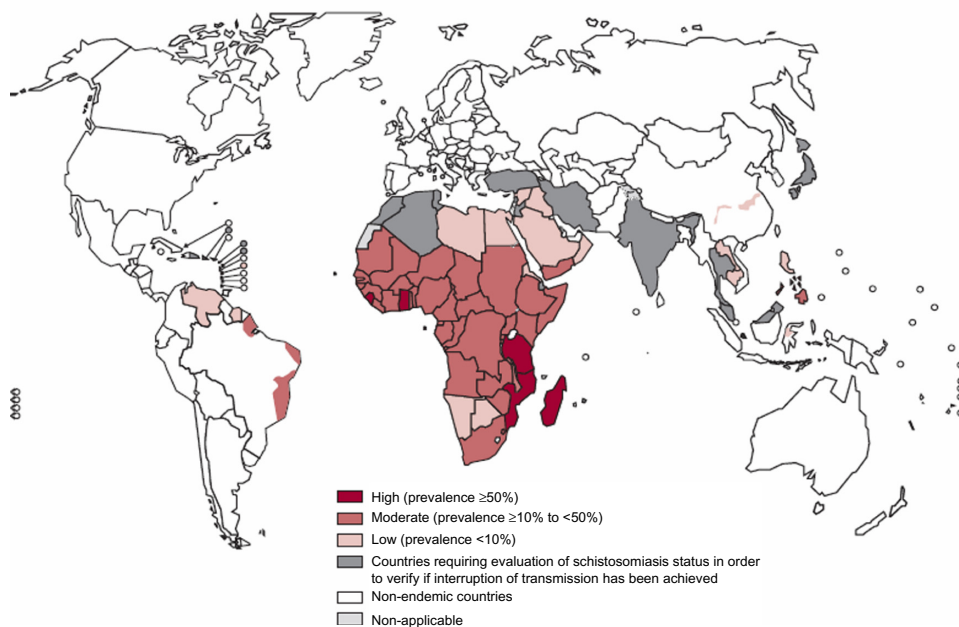 High (prevalence ≥50%)
Moderate (prevalence ≥10% to <50%)
Low (prevalence <10%)
Countries requiring evaluation of schistosomiasis status in order
to verify if interruption of transmission has been achieved
Non-endemic countries
Non-applicable